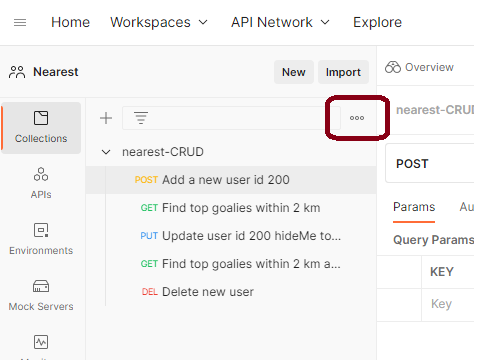 Home Workspaces API Network Explore
Nearest New Import Overview
Collections
nearest-CRUD
nearest-CRUD
POST Add a new user id 200
POST
APIs
GET Find top goalies within 2 km
Params Au
Environments
PUT Update user id 200 hideMe to...
Query Params
GET Find top goalies within 2 km a...
KEY
Mock Servers
DEL Delete new user
Key